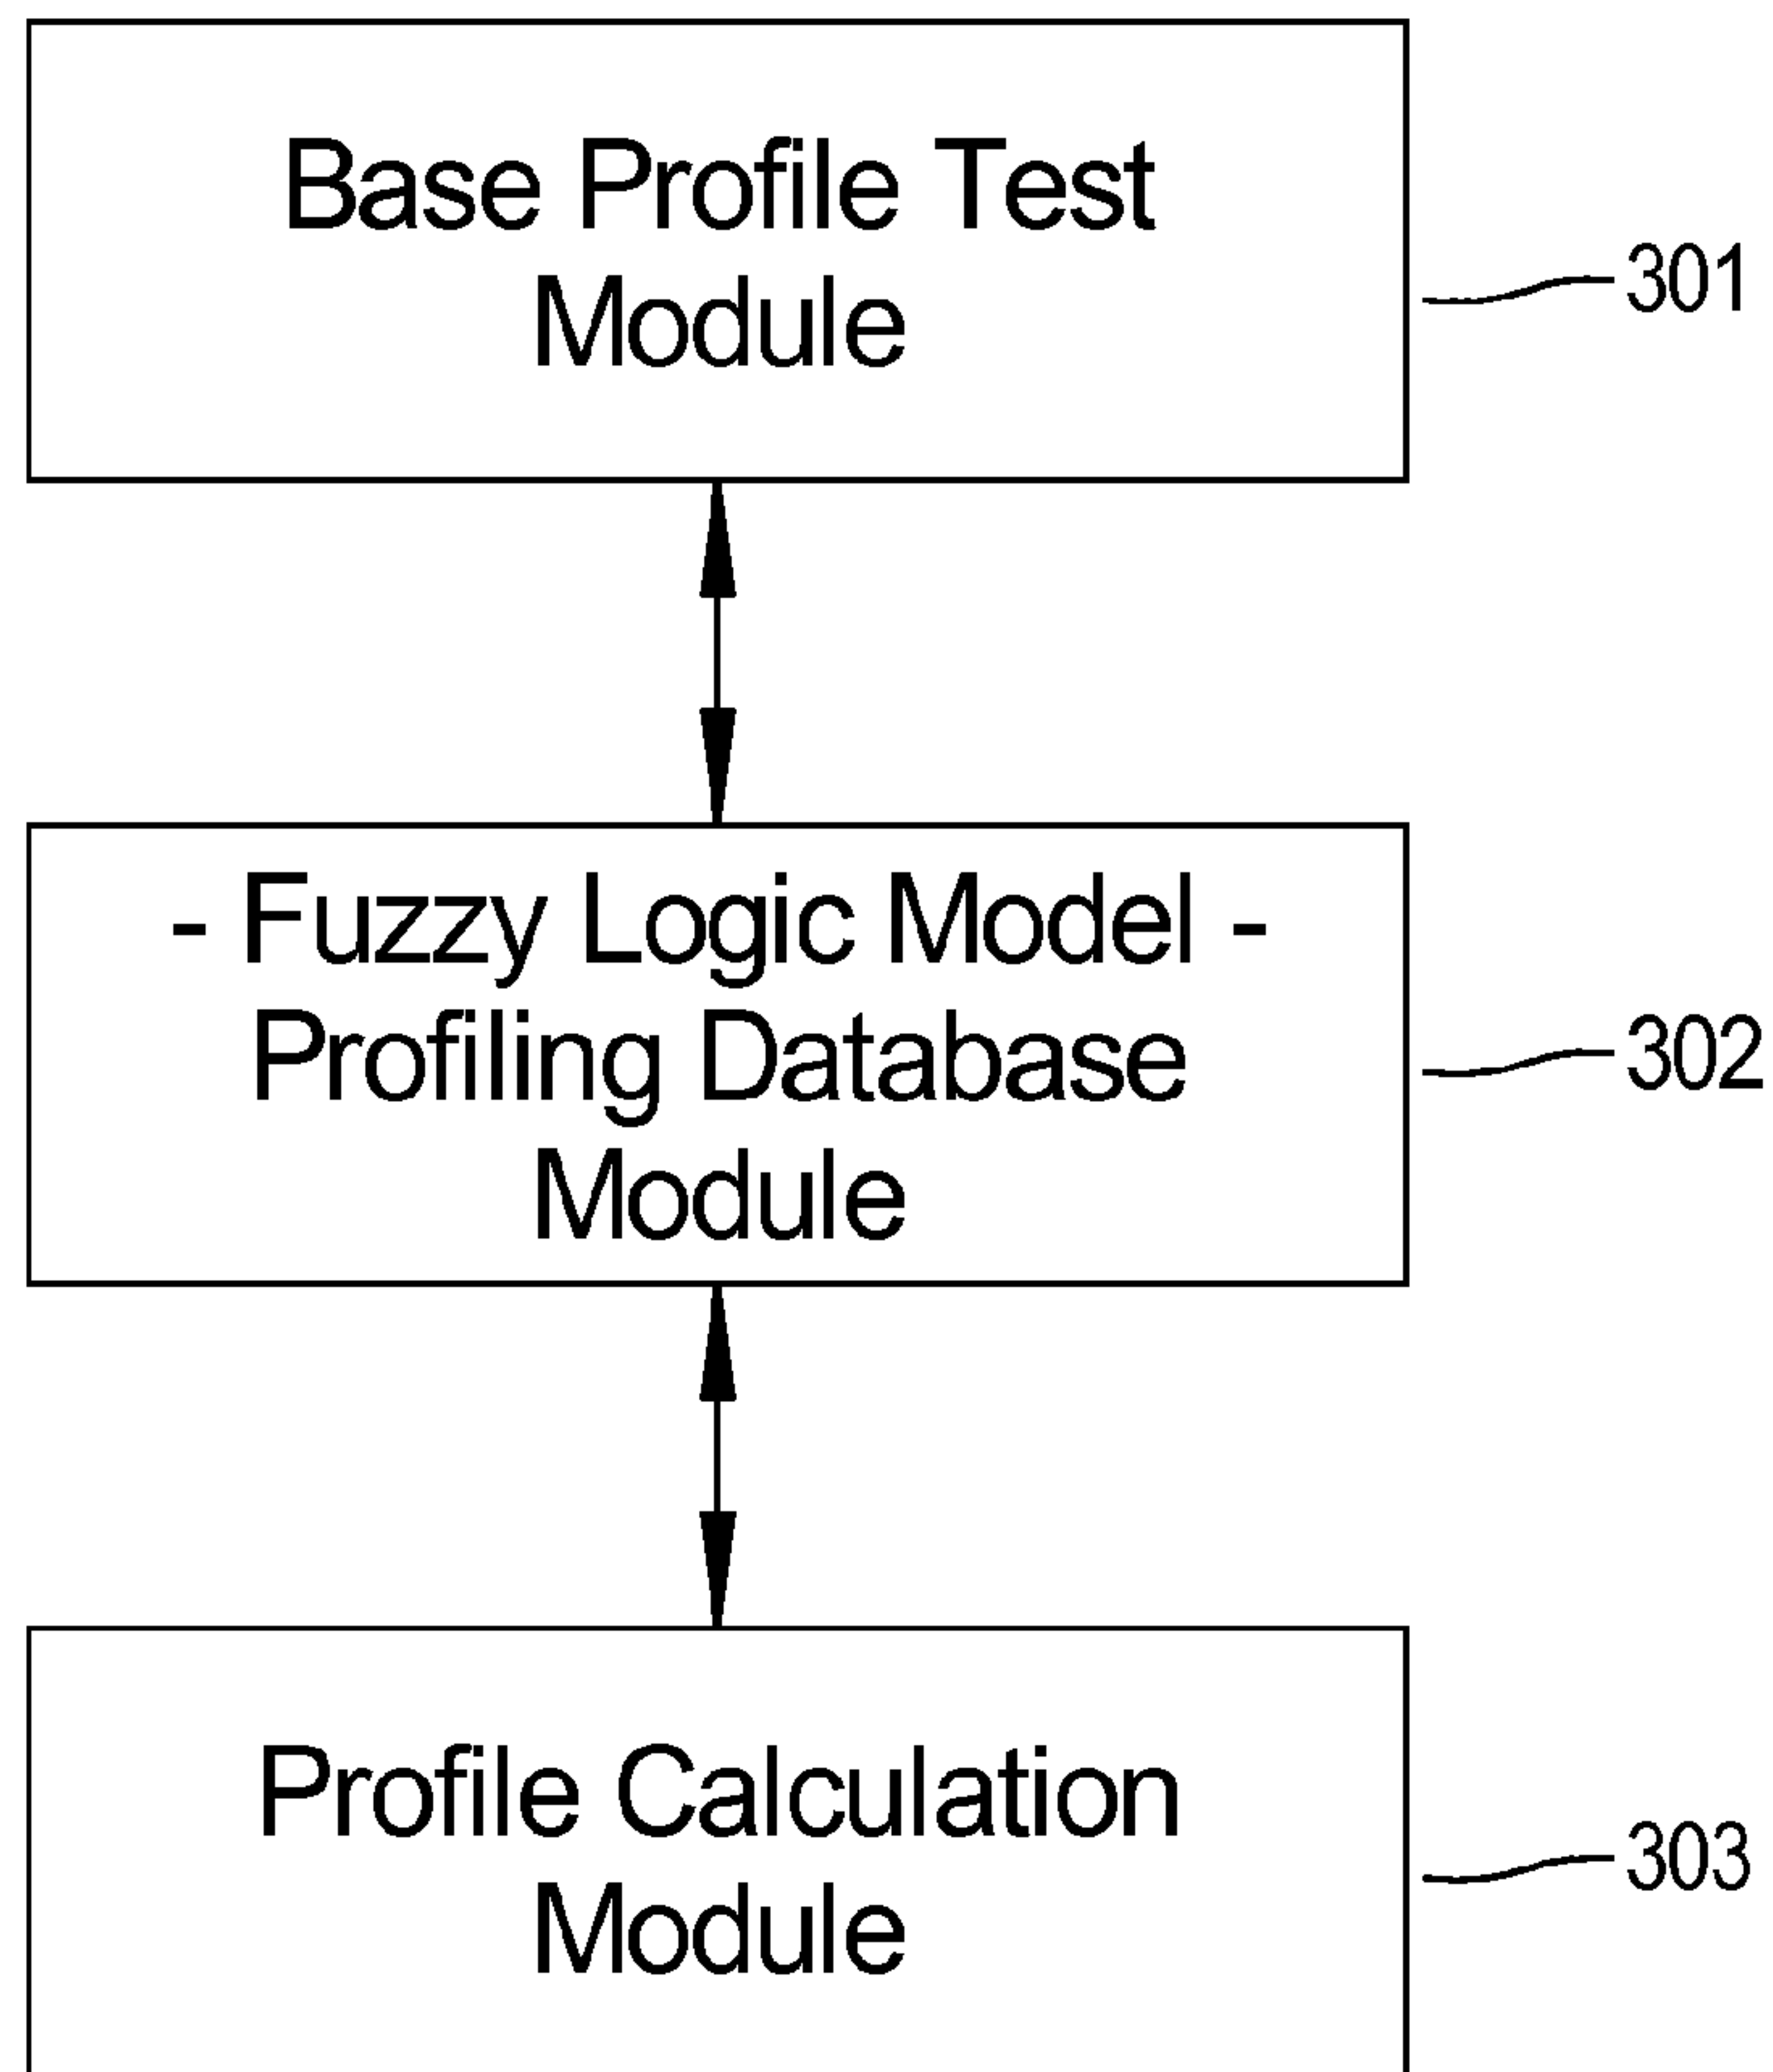 Base Profile Test
Module
301
- Fuzzy Logic Model -
Profiling Database
Module
302
Profile Calculation
Module
303